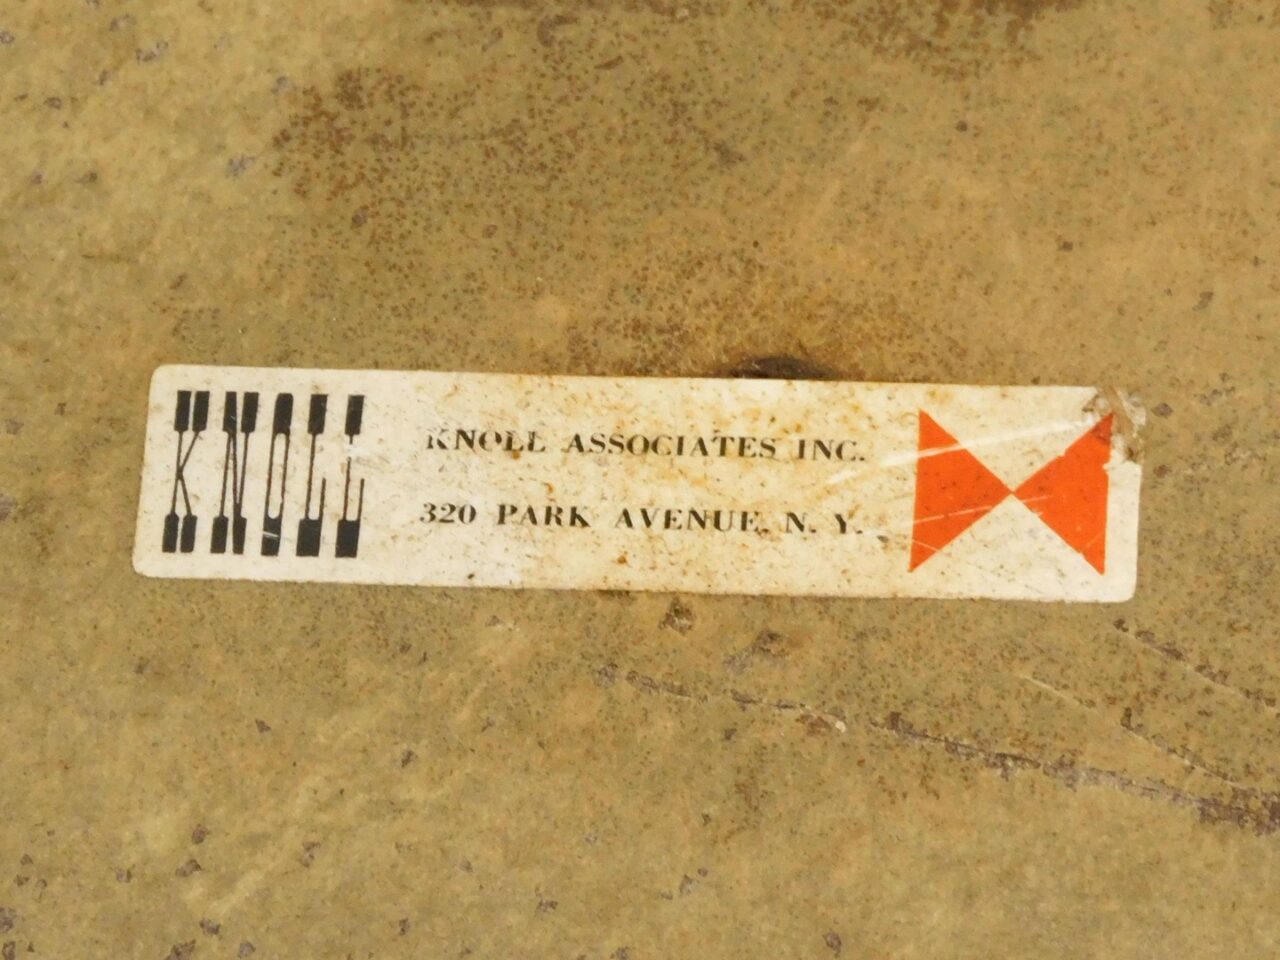 KNOLL
KNOLL ASSOCIATES INC.
320 PARK AVENUE, N. Y.